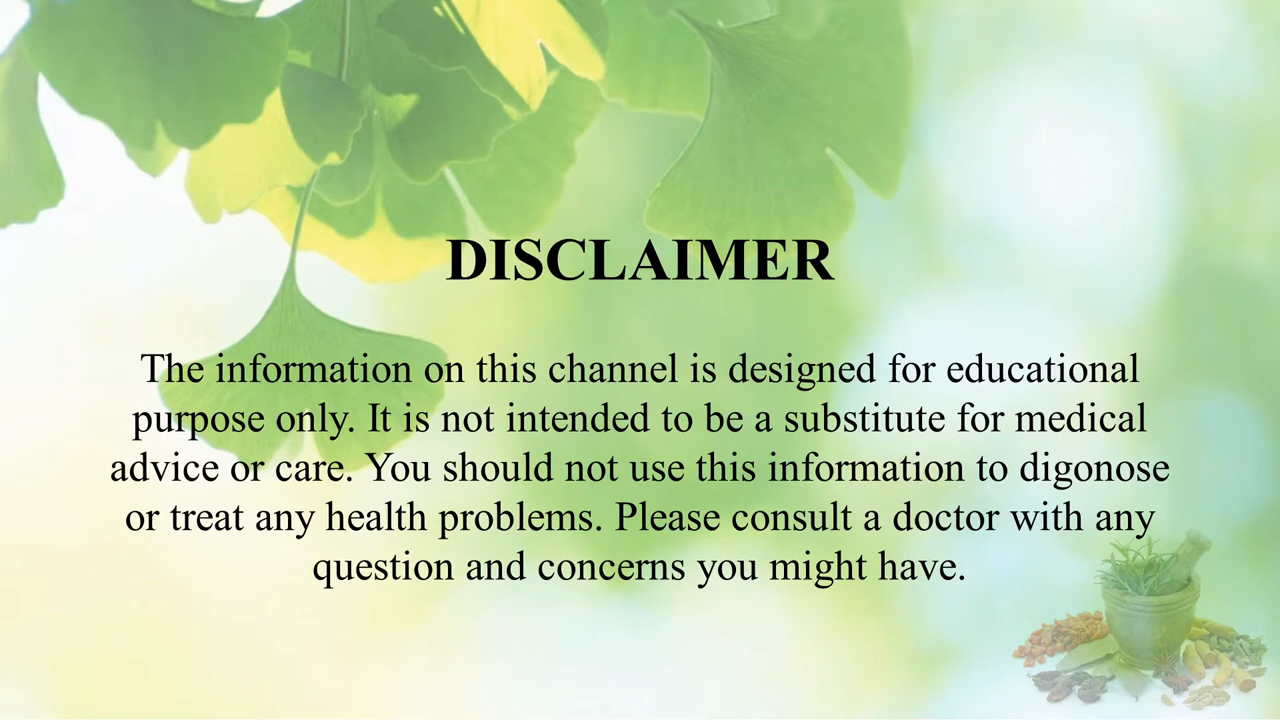 DISCLAIMER
The information on this channel is designed for educational
purpose only. It is not intended to be a substitute for medical
advice or care. You should not use this information to digonose
or treat any health problems. Please consult a doctor with any
question and concerns you might have.